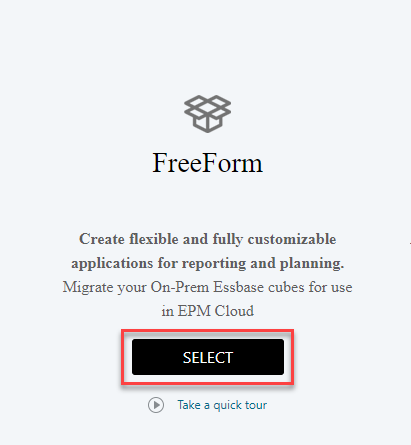 FreeForm
Create flexible and fully customizable
applications for reporting and planning.
Migrate your On-Prem Essbase cubes for use
in EPM Cloud
SELECT
Take a quick tour